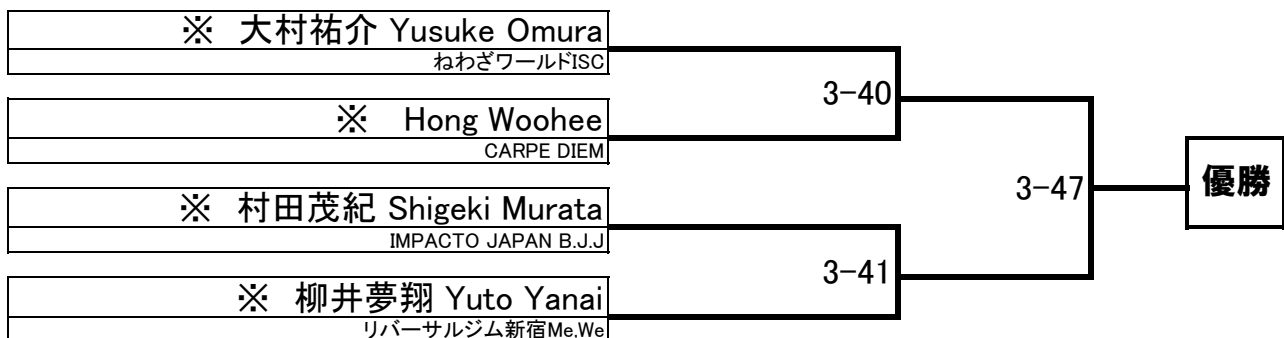 ※ 大村祐介 Yusuke Omura
ねわざワールドISC
3-40
※ Hong Woohee
CARPE DIEM
3-47
優勝
※ 村田茂紀 Shigeki Murata
IMPACTO JAPAN B.J.J
3-41
※ 柳井夢翔 Yuto Yanai
リバーサルジム新宿Me,We